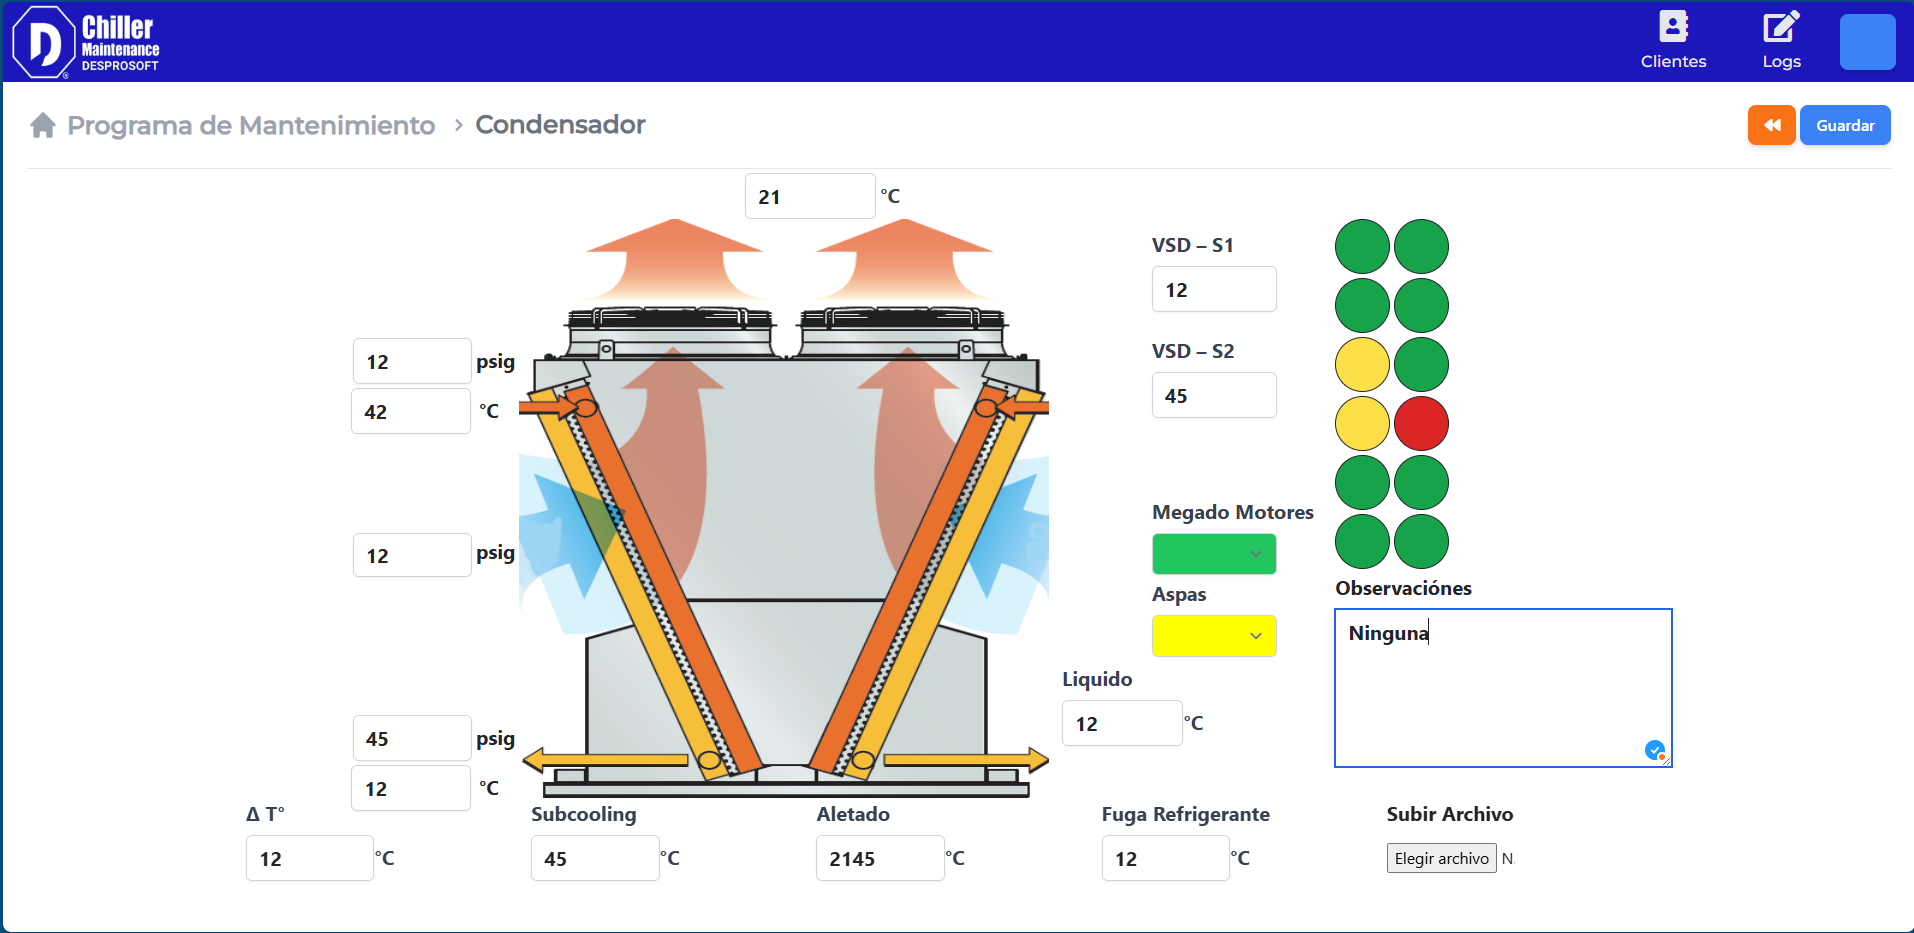 D
®
Chiller
Maintenance
DESPROSOFT
Clientes
Logs
Programa de Mantenimiento > Condensador
Guardar
21 °C
VSD – S1
12
VSD – S2
45
12 psig
42 °C
12 psig
Megado Motores
Aspas
Observaciónes
Ninguna
Liquido
12 °C
45 psig
12 °C
Δ T°
12 °C
Subcooling
45 °C
Aletado
2145 °C
Fuga Refrigerante
12 °C
Subir Archivo
Elegir archivo N